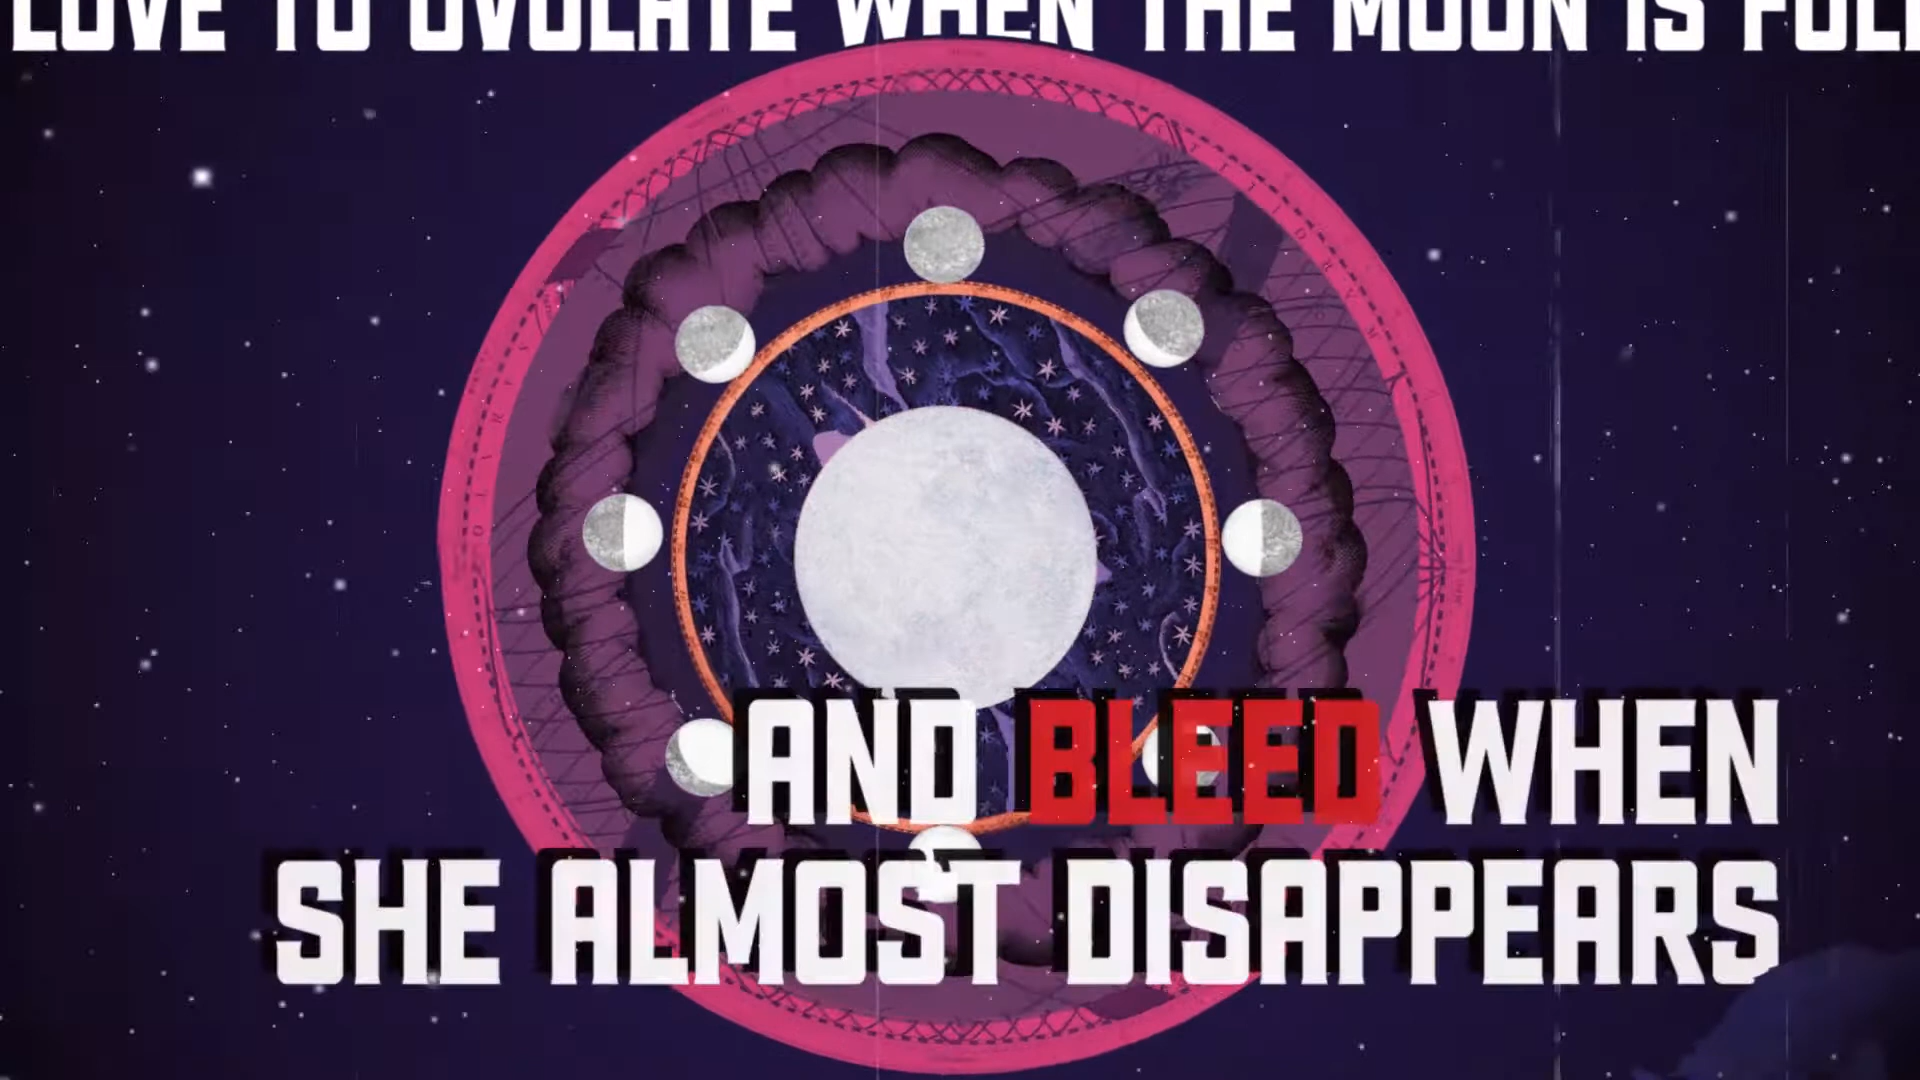 LOVE TO OVULATE WHEN THE MOON IS FULL
AND BLEED WHEN
SHE ALMOST DISAPPEARS